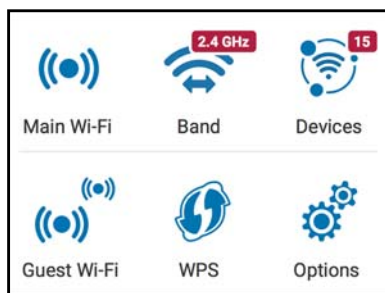 2.4 GHz
15
Main Wi-Fi
Band
Devices
Guest Wi-Fi
WPS
Options